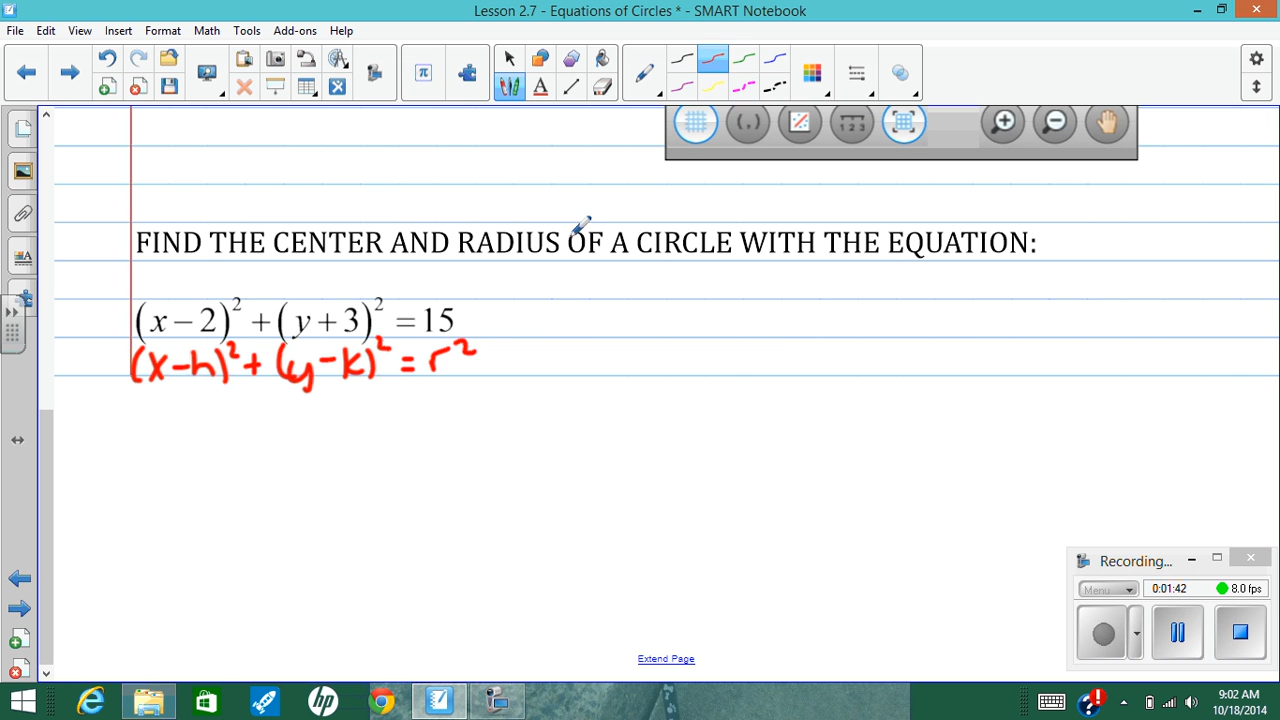 Lesson 2.7 - Equations of Circles * - SMART Notebook
File Edit View Insert Format Math Tools Add-ons Help
FIND THE CENTER AND RADIUS OF A CIRCLE WITH THE EQUATION:
(x − 2)² + (y + 3)² = 15
(x-h)² + (y-k)² = r²
Recording...
Menu 0:01:42 8.0 fps
Extend Page
9:02 AM
10/18/2014